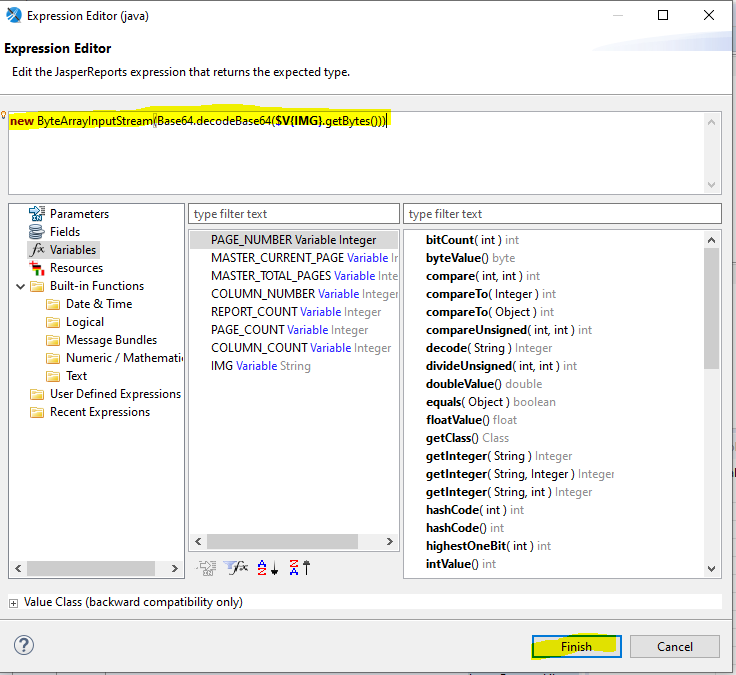 Expression Editor (java)
Expression Editor
Edit the JasperReports expression that returns the expected type.
new ByteArrayInputStream(Base64.decodeBase64($V{IMG}.getBytes()))
Parameters
Fields
Variables
Resources
Built-in Functions
Date & Time
Logical
Message Bundles
Numeric / Mathemati
Text
User Defined Expressions
Recent Expressions
type filter text
PAGE_NUMBER Variable Integer
MASTER_CURRENT_PAGE Variable Ir
MASTER_TOTAL_PAGES Variable Inte
COLUMN_NUMBER Variable Integer
REPORT_COUNT Variable Integer
PAGE_COUNT Variable Integer
COLUMN_COUNT Variable Integer
IMG Variable String
type filter text
bitCount( int ) int
byteValue() byte
compare( int, int ) int
compareTo( Integer ) int
compareTo( Object ) int
compareUnsigned( int, int ) int
decode( String ) Integer
divideUnsigned( int, int ) int
doubleValue() double
equals( Object ) boolean
floatValue() float
getClass() Class
getInteger( String ) Integer
getInteger( String, Integer ) Integer
getInteger( String, int ) Integer
hashCode( int ) int
hashCode() int
highestOneBit( int ) int
intValue() int
Value Class (backward compatibility only)
Finish
Cancel